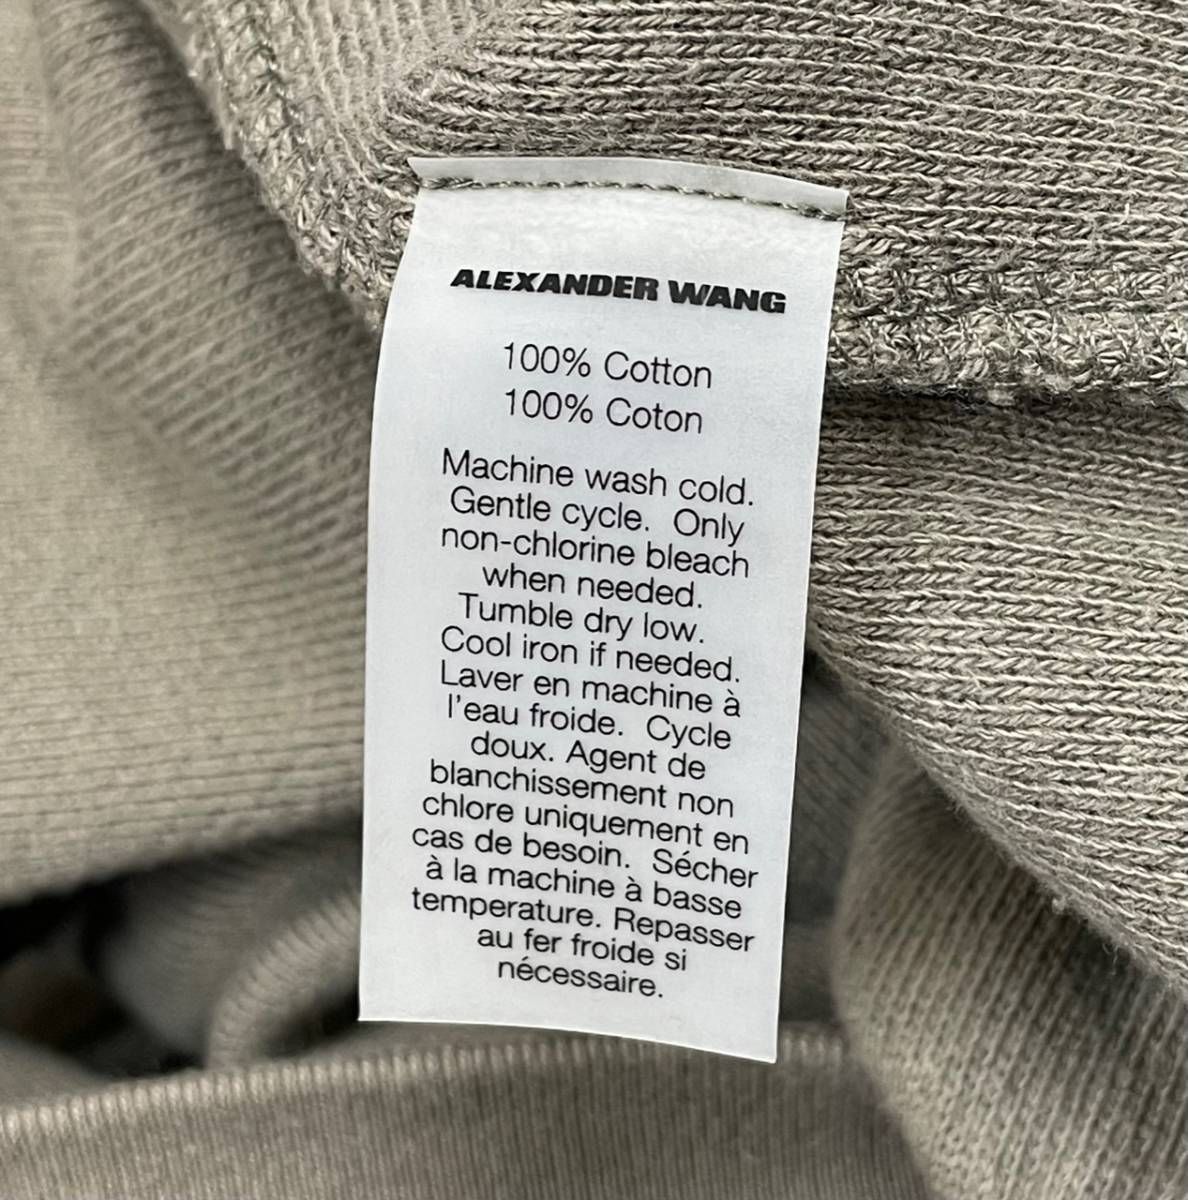 ALEXANDER WANG
100% Cotton
100% Coton
Machine wash cold.
Gentle cycle. Only
non-chlorine bleach
when needed.
Tumble dry low.
Cool iron if needed.
Laver en machine à
l'eau froide. Cycle
doux. Agent de
blanchissement non
chlore uniquement en
cas de besoin. Sécher
à la machine à basse
temperature. Repasser
au fer froide si
nécessaire.